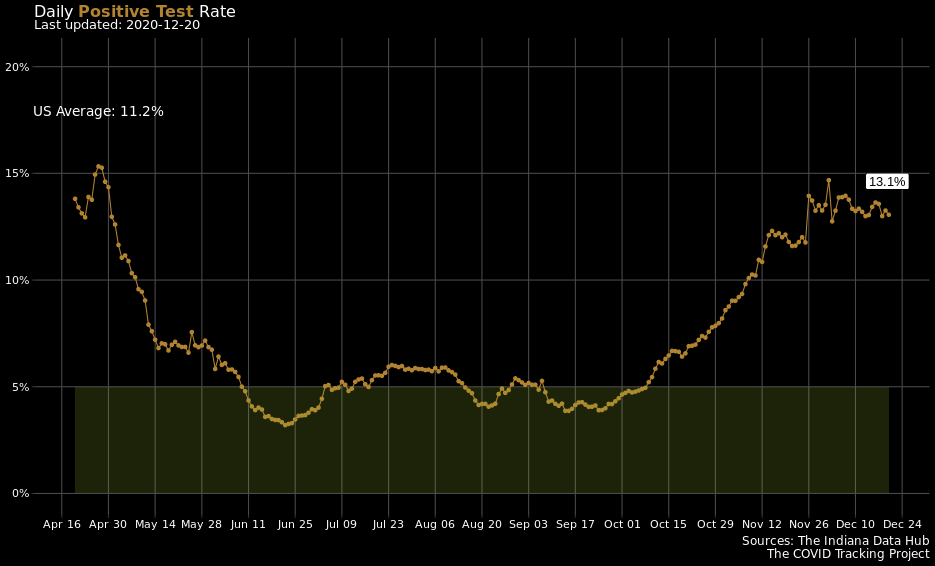 Daily Positive Test Rate
Last updated: 2020-12-20
20%
US Average: 11.2%
15%
13.1%
10%
5%
0%
Apr 16 Apr 30 May 14 May 28 Jun 11 Jun 25 Jul 09 Jul 23 Aug 06 Aug 20 Sep 03 Sep 17 Oct 01 Oct 15 Oct 29 Nov 12 Nov 26 Dec 10 Dec 24
Sources: The Indiana Data Hub
The COVID Tracking Project